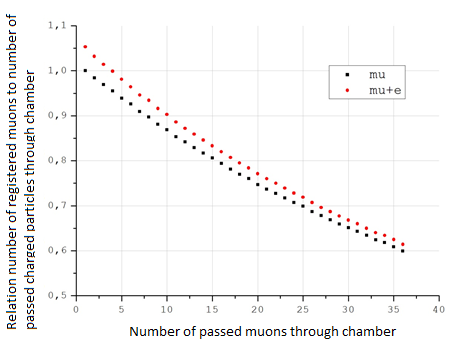 Relation number of registered muons to number of
passed charged particles through chamber
1,1
1,0
0,9
0,8
0,7
0,6
0,5
mu
mu+e
0 5 10 15 20 25 30 35 40
Number of passed muons through chamber